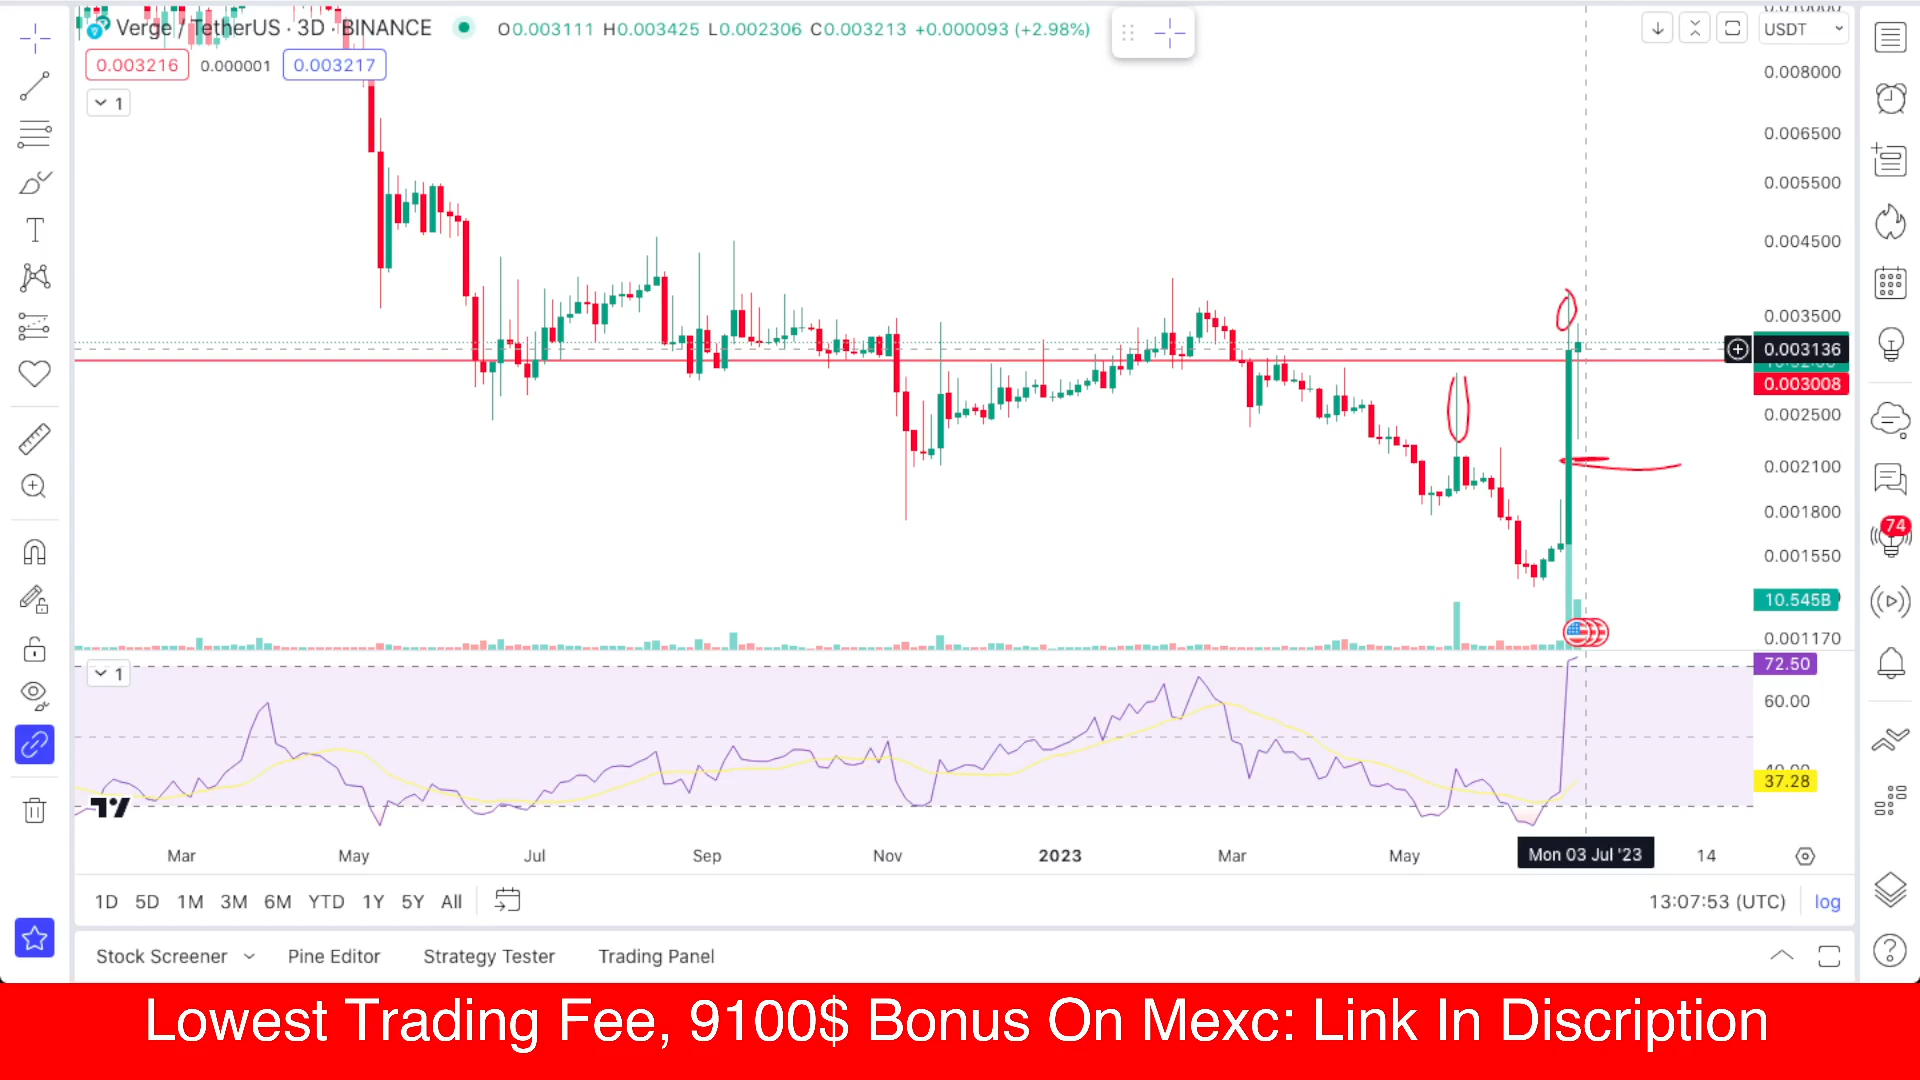 Verge / TetherUS · 3D · BINANCE O0.003111 H0.003425 L0.002306 C0.003213 +0.000093 (+2.98%)
USDT
0.003216 0.000001 0.003217
1
0.010000
0.008000
0.006500
0.005500
0.004500
0.003500
0.003136
0.003008
0.002500
0.002100
0.001800
0.001550
10.545B
0.001170
74
1
72.50
60.00
40.00
37.28
Mar May Jul Sep Nov 2023 Mar May Mon 03 Jul '23 14
1D 5D 1M 3M 6M YTD 1Y 5Y All 13:07:53 (UTC) log
Stock Screener Pine Editor Strategy Tester Trading Panel
Lowest Trading Fee, 9100$ Bonus On Mexc: Link In Discription